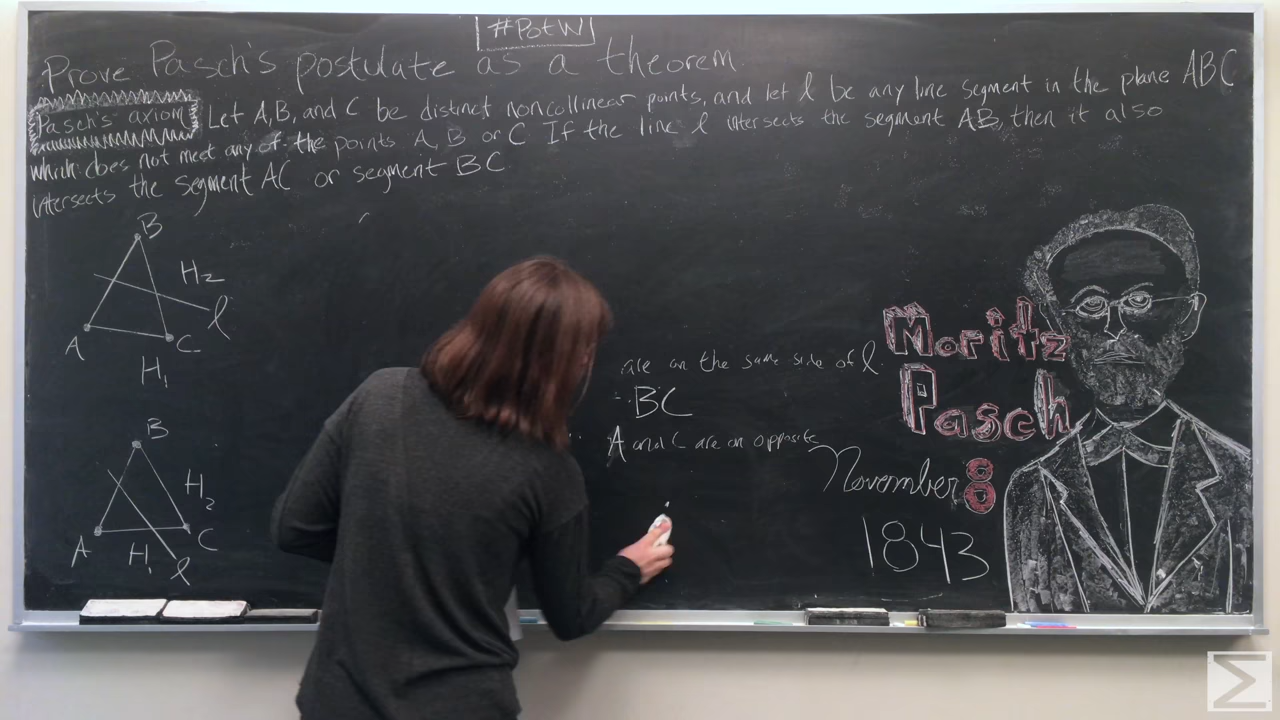 #PotW
Prove Pasch's postulate as a theorem
Pasch's axiom Let A, B, and C be distinct noncollinear points, and let l be any line segment in the plane ABC
which does not meet any of the points A, B or C If the line l intersects the segment AB, then it also
intersects the segment AC or segment BC
B
H2
l
A
C
H1
B
H2
A
C
H1
l
are on the same side of l.
BC
A and C are on opposite
Moritz
Pasch
November 8
1843
Σ